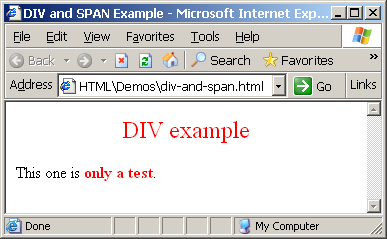 DIV and SPAN Example - Microsoft Internet Exp...
File Edit View Favorites Tools Help
Back Search Favorites »
Address HTML\Demos\div-and-span.html Go Links
DIV example
This one is only a test.
Done My Computer